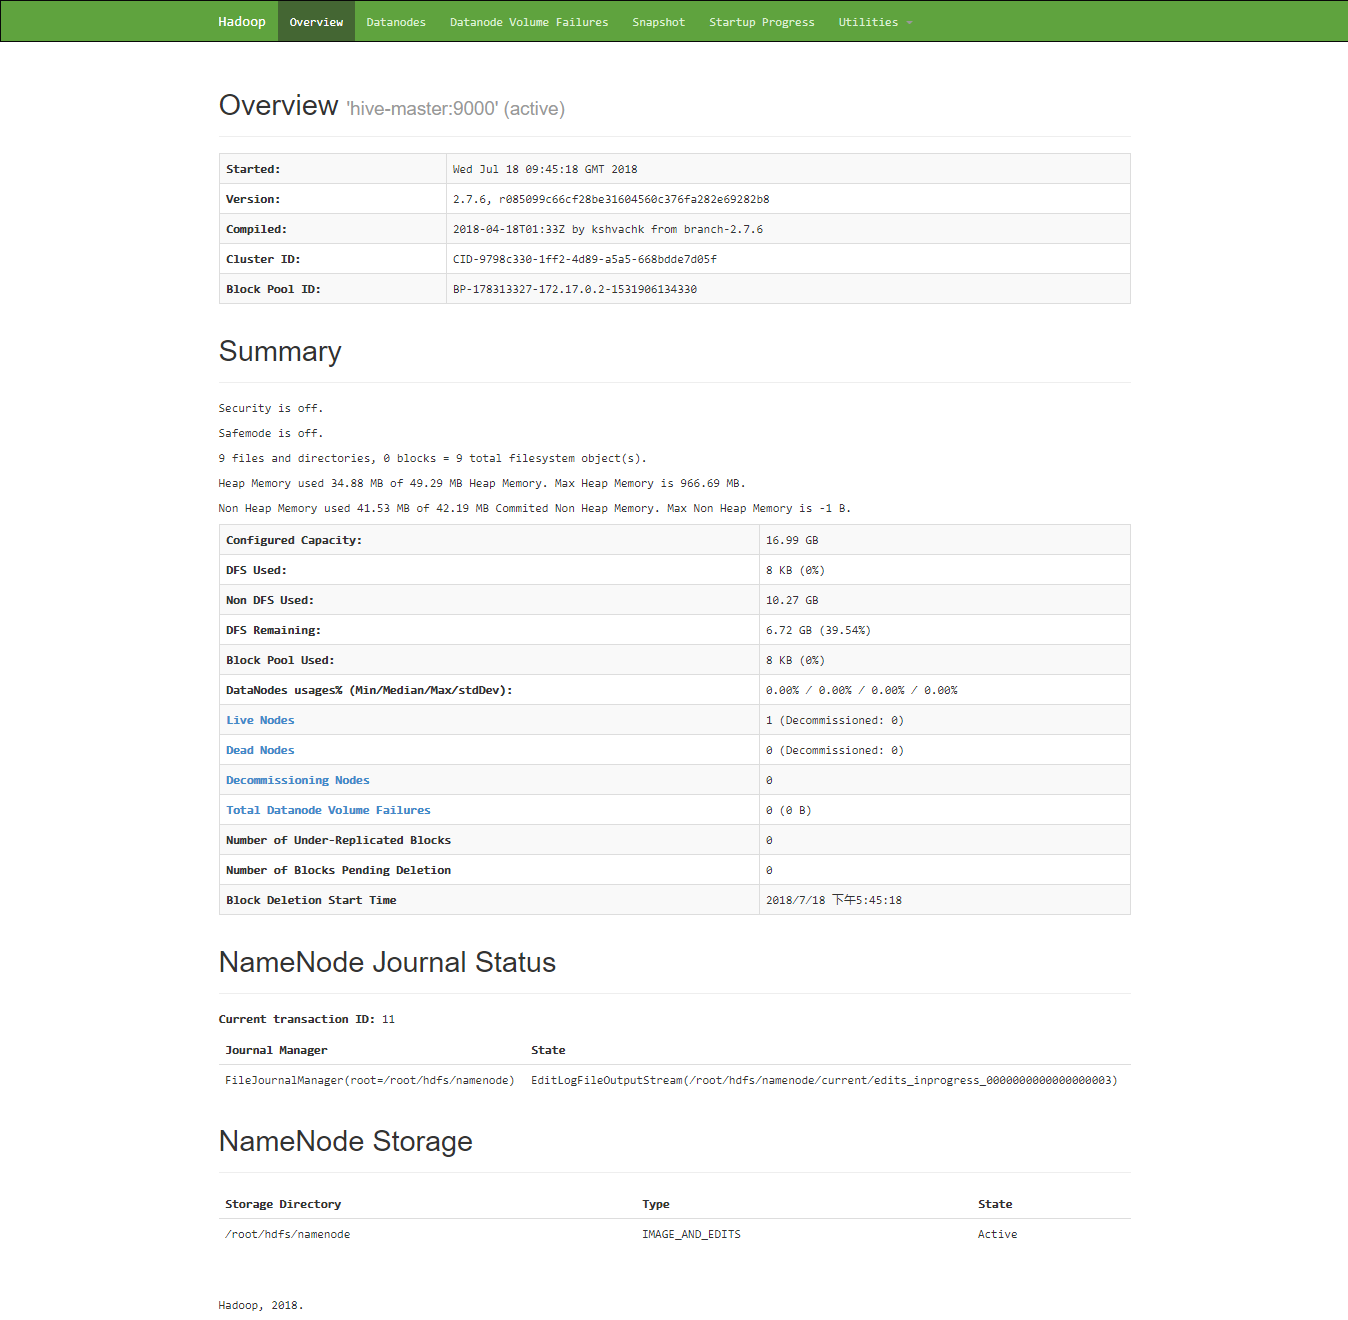 Hadoop Overview Datanodes Datanode Volume Failures Snapshot Startup Progress Utilities
Overview 'hive-master:9000' (active)
Started: Wed Jul 18 09:45:18 GMT 2018
Version: 2.7.6, r085099c66cf28be31604560c376fa282e69282b8
Compiled: 2018-04-18T01:33Z by kshvachk from branch-2.7.6
Cluster ID: CID-9798c330-1ff2-4d89-a5a5-668bdde7d05f
Block Pool ID: BP-178313327-172.17.0.2-1531906134330
Summary
Security is off.
Safemode is off.
9 files and directories, 0 blocks = 9 total filesystem object(s).
Heap Memory used 34.88 MB of 49.29 MB Heap Memory. Max Heap Memory is 966.69 MB.
Non Heap Memory used 41.53 MB of 42.19 MB Commited Non Heap Memory. Max Non Heap Memory is -1 B.
Configured Capacity: 16.99 GB
DFS Used: 8 KB (0%)
Non DFS Used: 10.27 GB
DFS Remaining: 6.72 GB (39.54%)
Block Pool Used: 8 KB (0%)
DataNodes usages% (Min/Median/Max/stdDev): 0.00% / 0.00% / 0.00% / 0.00%
Live Nodes 1 (Decommissioned: 0)
Dead Nodes 0 (Decommissioned: 0)
Decommissioning Nodes 0
Total Datanode Volume Failures 0 (0 B)
Number of Under-Replicated Blocks 0
Number of Blocks Pending Deletion 0
Block Deletion Start Time 2018/7/18 下午5:45:18
NameNode Journal Status
Current transaction ID: 11
Journal Manager State
FileJournalManager(root=/root/hdfs/namenode) EditLogFileOutputStream(/root/hdfs/namenode/current/edits_inprogress_0000000000000000003)
NameNode Storage
Storage Directory Type State
/root/hdfs/namenode IMAGE_AND_EDITS Active
Hadoop, 2018.